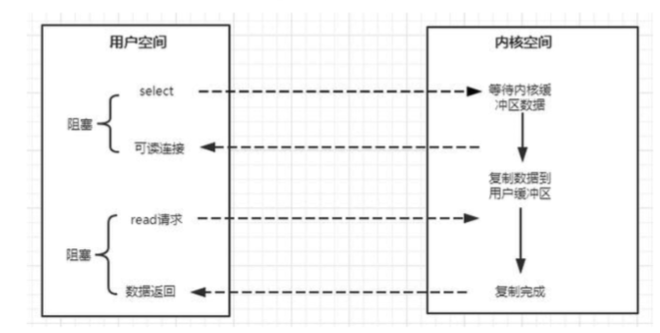 用户空间
内核空间
select
等待内核缓
冲区数据
阻塞
可读连接
复制数据到
用户缓冲区
read请求
阻塞
数据返回
复制完成